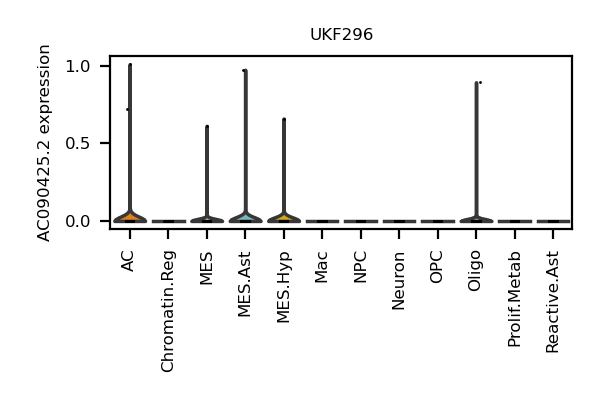 UKF296
AC090425.2 expression
1.0
0.5
0.0
AC
Chromatin.Reg
MES
MES.Ast
MES.Hyp
Mac
NPC
Neuron
OPC
Oligo
Prolif.Metab
Reactive.Ast